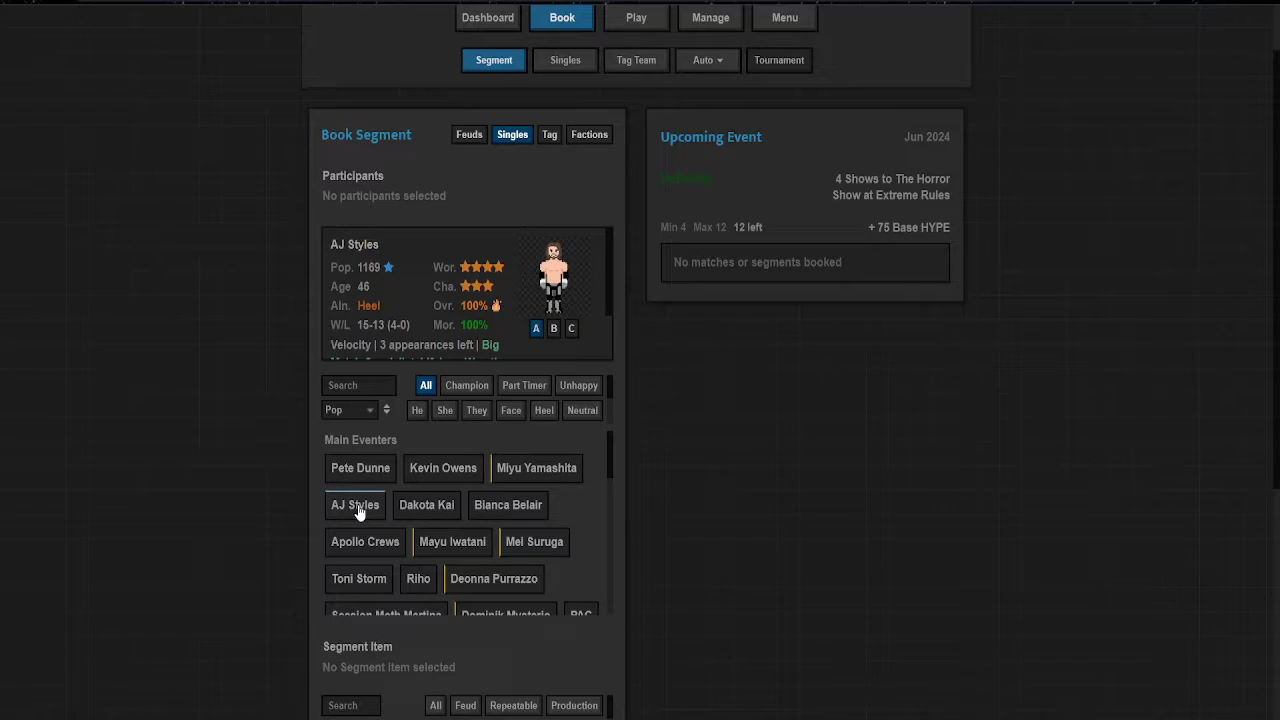 Dashboard Book Play Manage Menu
Segment Singles Tag Team Auto Tournament
Book Segment Feuds Singles Tag Factions
Participants
No participants selected
AJ Styles
Pop. 1169 Wor.
Age 46 Cha.
Aln. Heel Ovr. 100%
W/L 15-13 (4-0) Mor. 100%
A B C
Velocity | 3 appearances left | Big
Search All Champion Part Timer Unhappy
Pop He She They Face Heel Neutral
Main Eventers
Pete Dunne Kevin Owens Miyu Yamashita
AJ Styles Dakota Kai Bianca Belair
Apollo Crews Mayu Iwatani Mei Suruga
Toni Storm Riho Deonna Purrazzo
Session Moth Martina Dominik Mysterio PAC
Segment Item
No Segment Item selected
Search All Feud Repeatable Production
Upcoming Event Jun 2024
4 Shows to The Horror
Show at Extreme Rules
Min 4 Max 12 12 left + 75 Base HYPE
No matches or segments booked